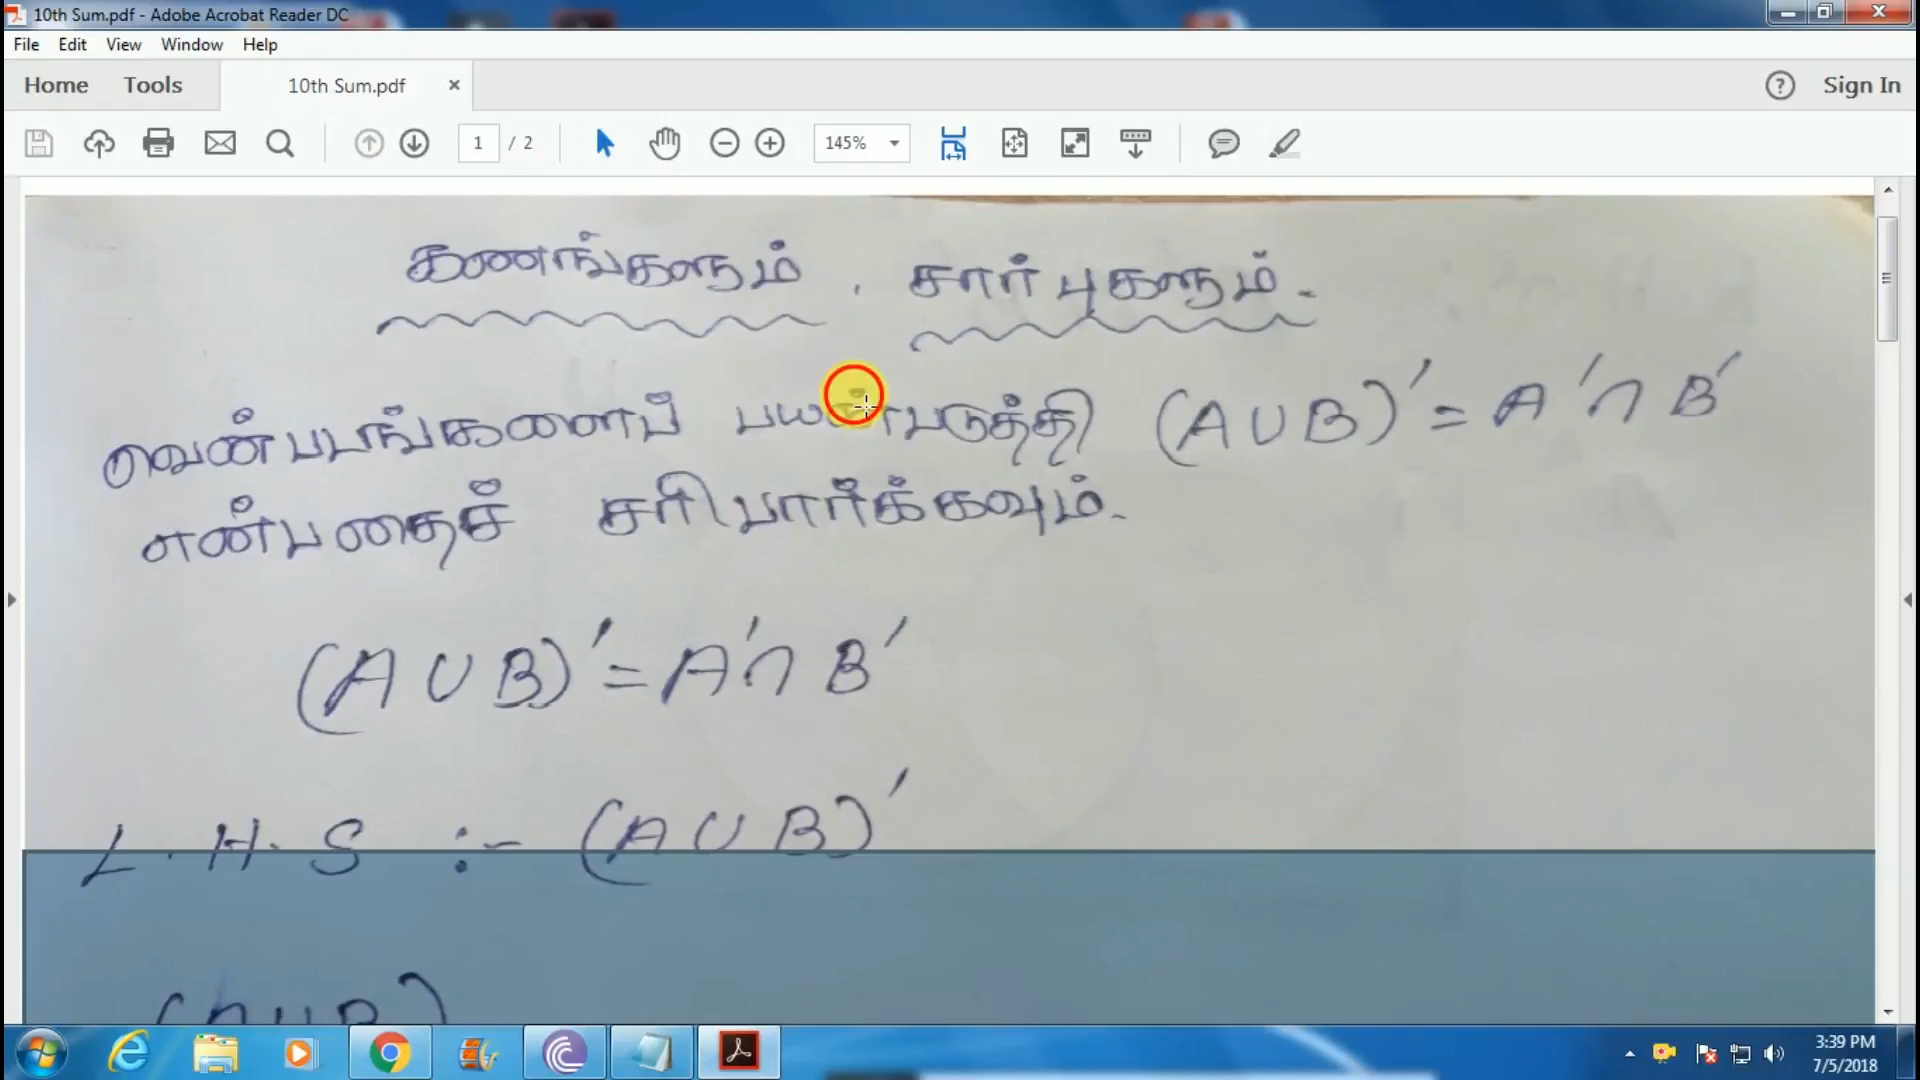 10th Sum.pdf - Adobe Acrobat Reader DC
File Edit View Window Help
Home Tools 10th Sum.pdf × Sign In
1 / 2 145%
கணங்களும் , சார்புகளும்.
வென்படங்களைப் பயன்படுத்தி (A ∪ B)′ = A′ ∩ B′
என்பதைச் சரிபார்க்கவும்.
(A ∪ B)′ = A′ ∩ B′
L.H.S :- (A ∪ B)′
(A ∪ B)
3:39 PM
7/5/2018